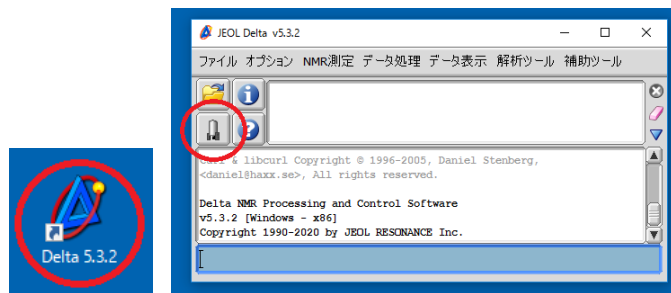 JEOL Delta v5.3.2
ファイル オプション NMR測定 データ処理 データ表示 解析ツール 補助ツール
& libcurl Copyright © 1996-2005, Daniel Stenberg,
<daniel@haxx.se>, All rights reserved.
Delta NMR Processing and Control Software
v5.3.2 [Windows - x86]
Copyright 1990-2020 by JEOL RESONANCE Inc.
Delta 5.3.2